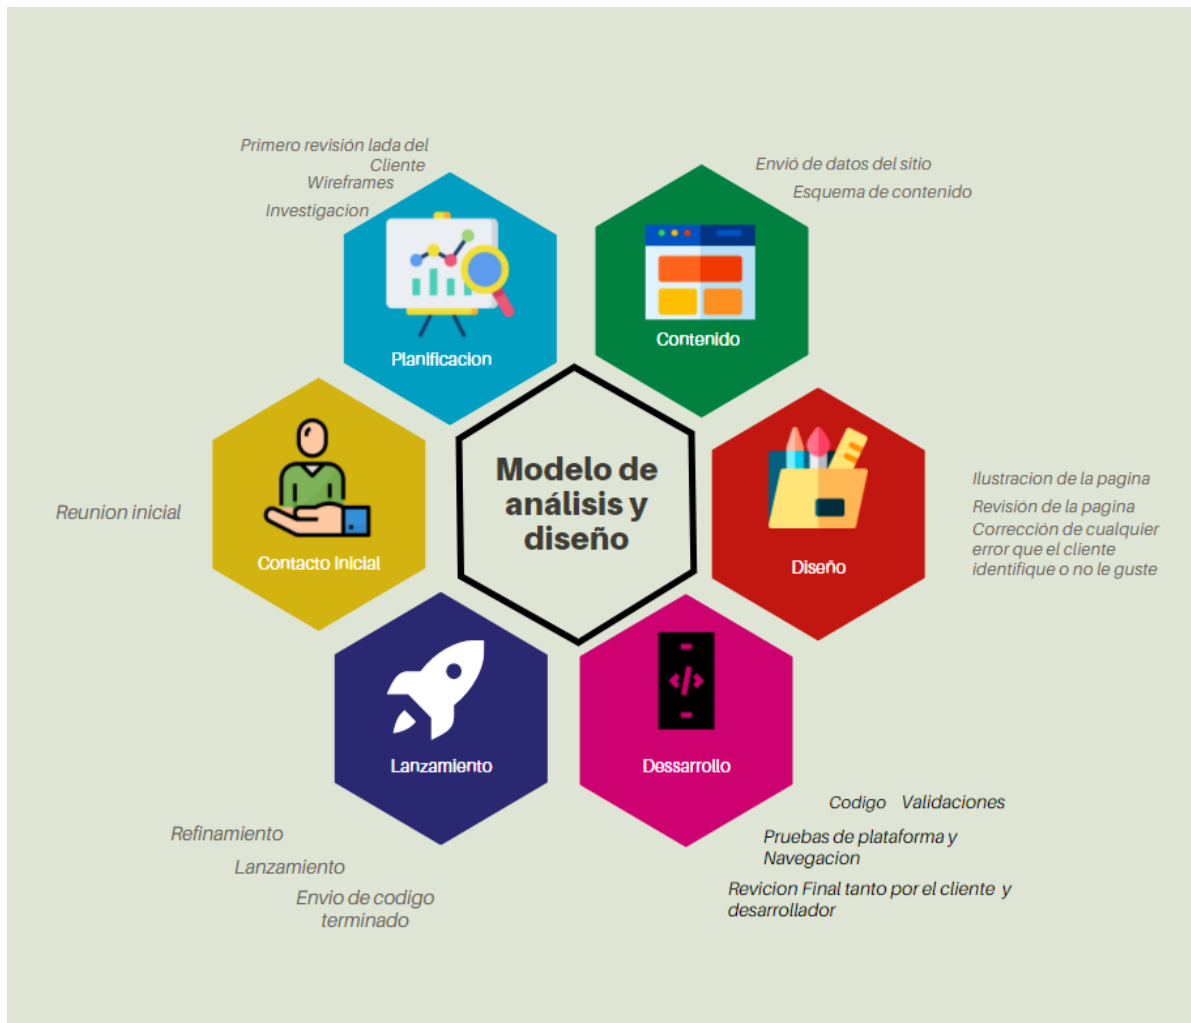 Primero revisión lada del
Cliente
Wireframes
Investigacion
Planificacion
Envió de datos del sitio
Esquema de contenido
Contenido
Modelo de
análisis y
diseño
Reunion inicial
Contacto Inicial
Diseño
Ilustracion de la pagina
Revisión de la pagina
Corrección de cualquier
error que el cliente
identifique o no le guste
Lanzamiento
Refinamiento
Lanzamiento
Envio de codigo
terminado
Dessarrollo
Codigo Validaciones
Pruebas de plataforma y
Navegacion
Revicion Final tanto por el cliente y
desarrollador